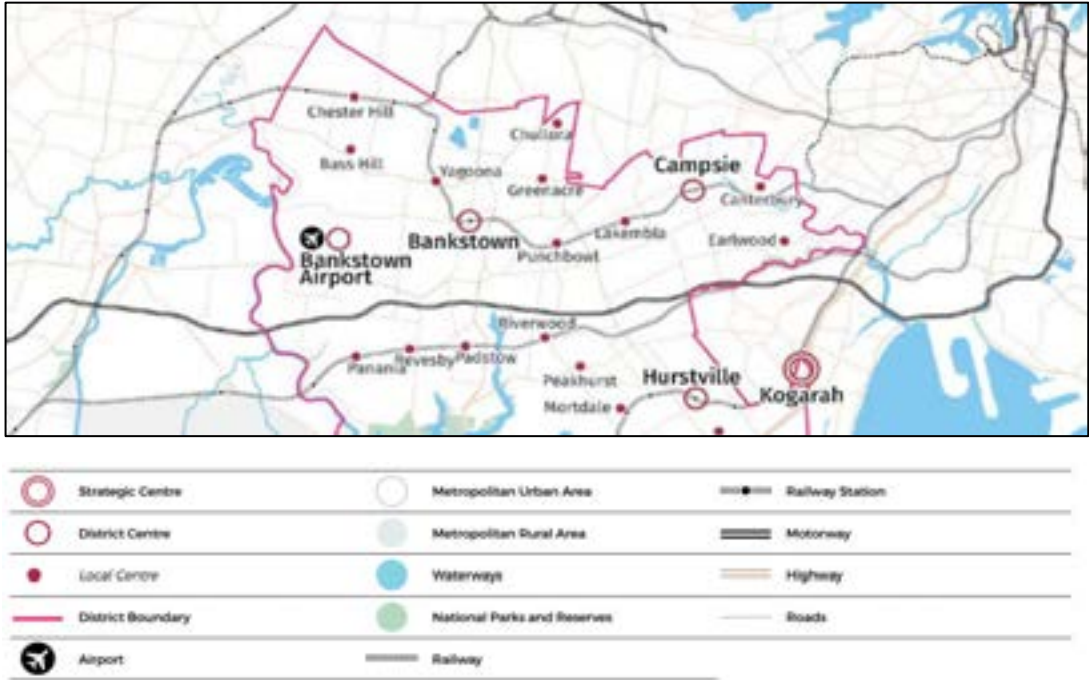 Chester Hill
Chullora
Bass Hill
Yagoona
Campsie
Greenacre
Canterbury
Bankstown
Lakemba
Earlwood
Punchbowl
Bankstown
Airport
Riverwood
Panania
Revesby
Padstow
Peakhurst
Hurstville
Kogarah
Mortdale
Strategic Centre
Metropolitan Urban Area
Railway Station
District Centre
Metropolitan Rural Area
Motorway
Local Centre
Waterways
Highway
District Boundary
National Parks and Reserves
Roads
Airport
Railway